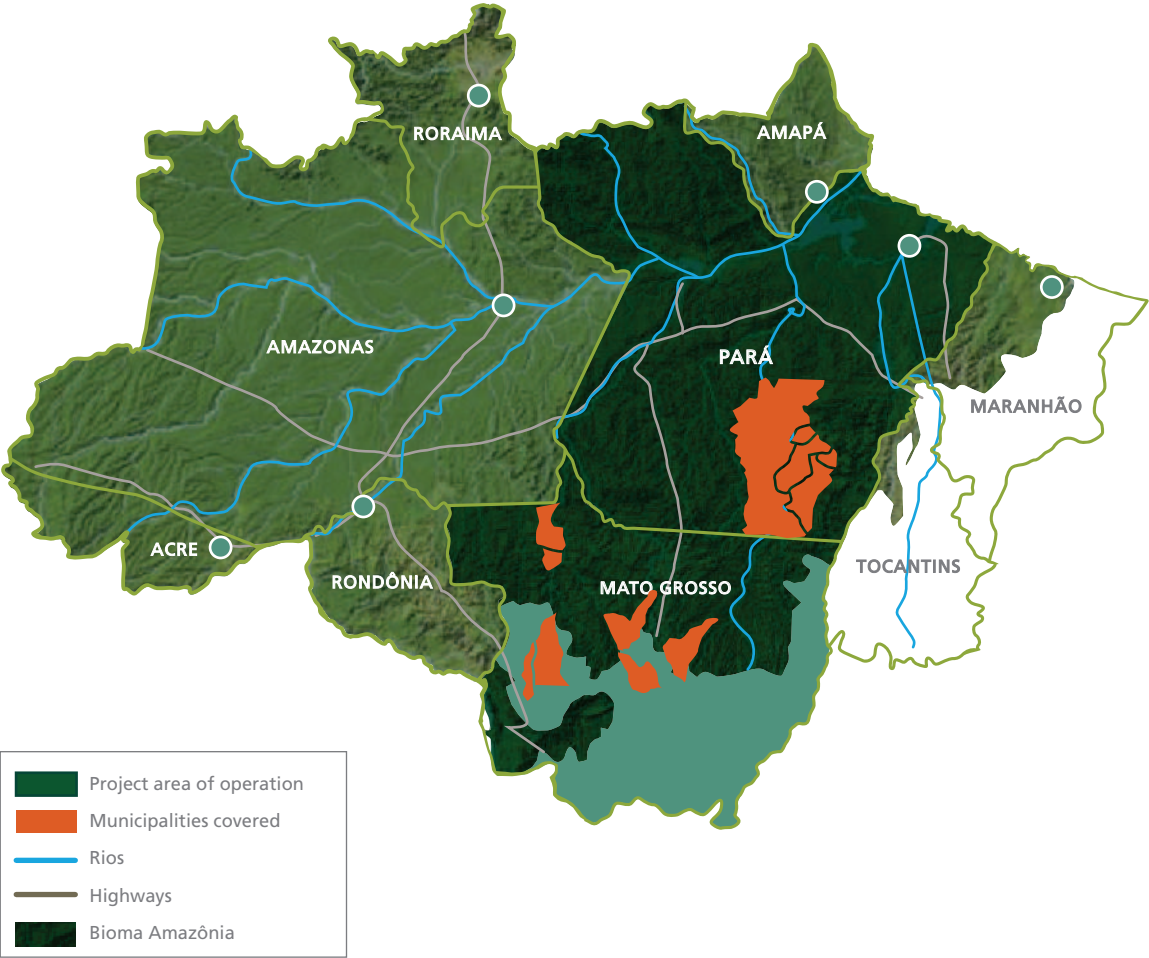 RORAIMA
AMAPÁ
AMAZONAS
PARÁ
MARANHÃO
ACRE
RONDÔNIA
MATO GROSSO
TOCANTINS
Project area of operation
Municipalities covered
Rios
Highways
Bioma Amazônia